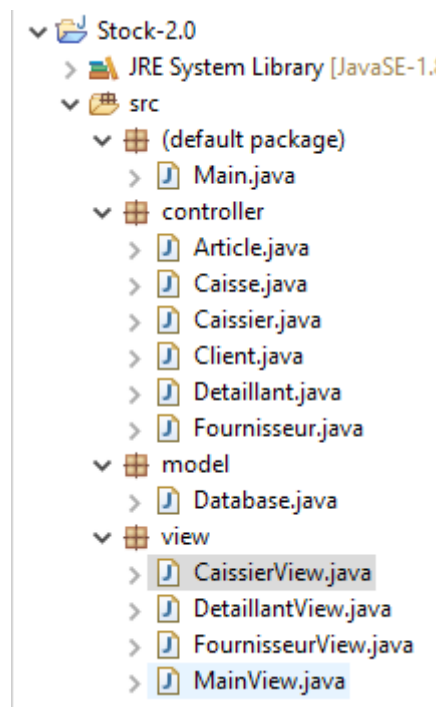 Stock-2.0
JRE System Library [JavaSE-1.8
src
(default package)
Main.java
controller
Article.java
Caisse.java
Caissier.java
Client.java
Detaillant.java
Fournisseur.java
model
Database.java
view
CaissierView.java
DetaillantView.java
FournisseurView.java
MainView.java